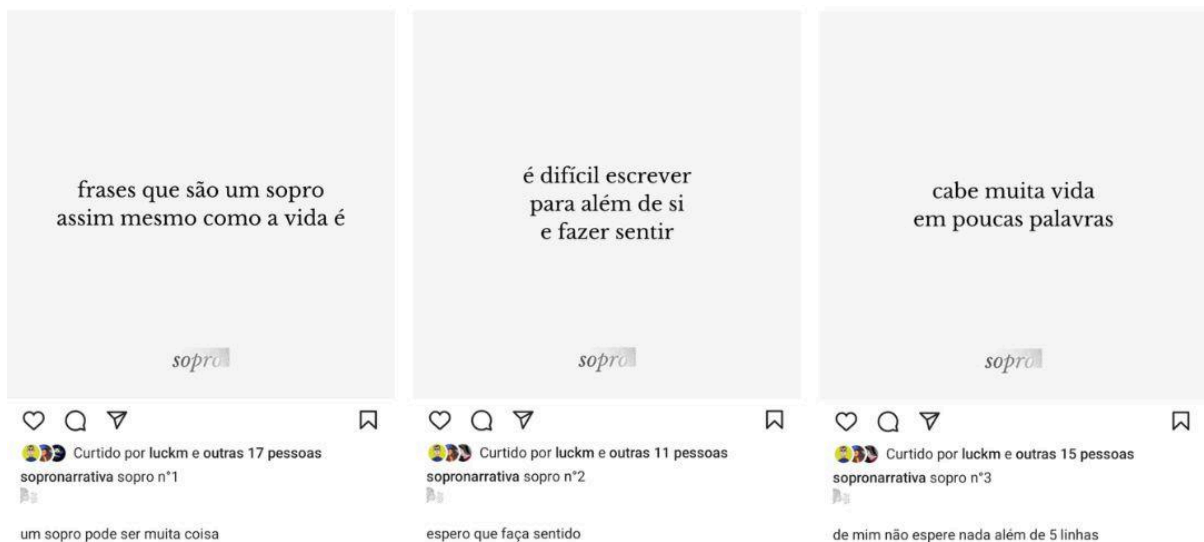 frases que são um sopro
assim mesmo como a vida é
sopro
Curtido por luckm e outras 17 pessoas
sopronarrativa sopro n°1
um sopro pode ser muita coisa
é difícil escrever
para além de si
e fazer sentir
sopro
Curtido por luckm e outras 11 pessoas
sopronarrativa sopro n°2
espero que faça sentido
cabe muita vida
em poucas palavras
sopro
Curtido por luckm e outras 15 pessoas
sopronarrativa sopro n°3
de mim não espere nada além de 5 linhas